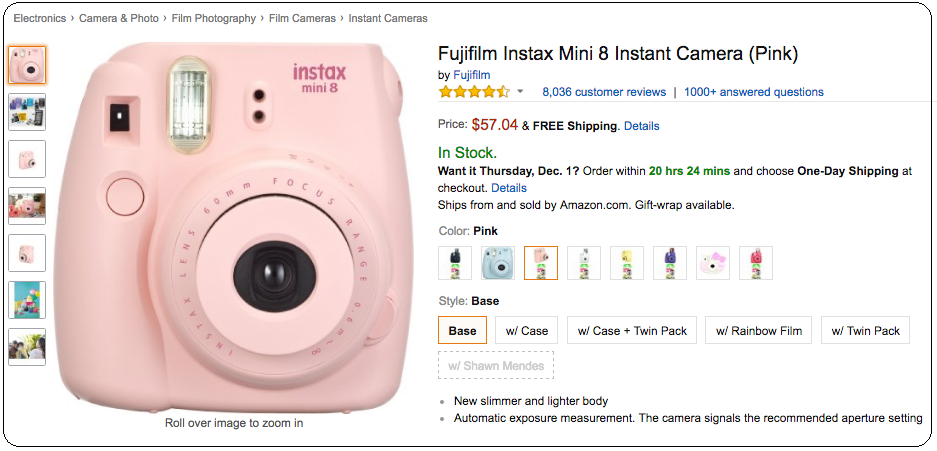 Electronics › Camera & Photo › Film Photography › Film Cameras › Instant Cameras
instax
mini 8
INSTAX LENS 60mm FOCUS RANGE 0.6m~∞
Roll over image to zoom in
Fujifilm Instax Mini 8 Instant Camera (Pink)
by Fujifilm
8,036 customer reviews | 1000+ answered questions
Price: $57.04 & FREE Shipping. Details
In Stock.
Want it Thursday, Dec. 1? Order within 20 hrs 24 mins and choose One-Day Shipping at
checkout. Details
Ships from and sold by Amazon.com. Gift-wrap available.
Color: Pink
Style: Base
Base w/ Case w/ Case + Twin Pack w/ Rainbow Film w/ Twin Pack
w/ Shawn Mendes
• New slimmer and lighter body
• Automatic exposure measurement. The camera signals the recommended aperture setting